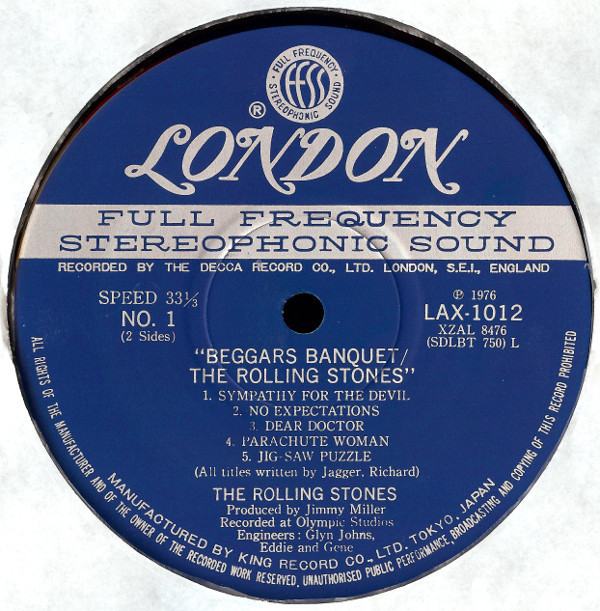 FULL FREQUENCY
ffss
STEREOPHONIC SOUND
®
LONDON
FULL FREQUENCY
STEREOPHONIC SOUND
RECORDED BY THE DECCA RECORD CO., LTD. LONDON, S.E.I., ENGLAND
SPEED 33⅓
NO. 1
(2 Sides)
℗ 1976
LAX-1012
XZAL 8476
(SDLBT 750) L
"BEGGARS BANQUET/
THE ROLLING STONES"
1. SYMPATHY FOR THE DEVIL
2. NO EXPECTATIONS
3. DEAR DOCTOR
4. PARACHUTE WOMAN
5. JIG-SAW PUZZLE
(All titles written by Jagger, Richard)
THE ROLLING STONES
Produced by Jimmy Miller
Recorded at Olympic Studios
Engineers: Glyn Johns,
Eddie and Gene
MANUFACTURED BY KING RECORD CO., LTD. TOKYO. JAPAN
ALL RIGHTS OF THE MANUFACTURER AND OF THE OWNER OF THE RECORDED WORK RESERVED. UNAUTHORISED PUBLIC PERFORMANCE, BROADCASTING AND COPYING OF THIS RECORD PROHIBITED